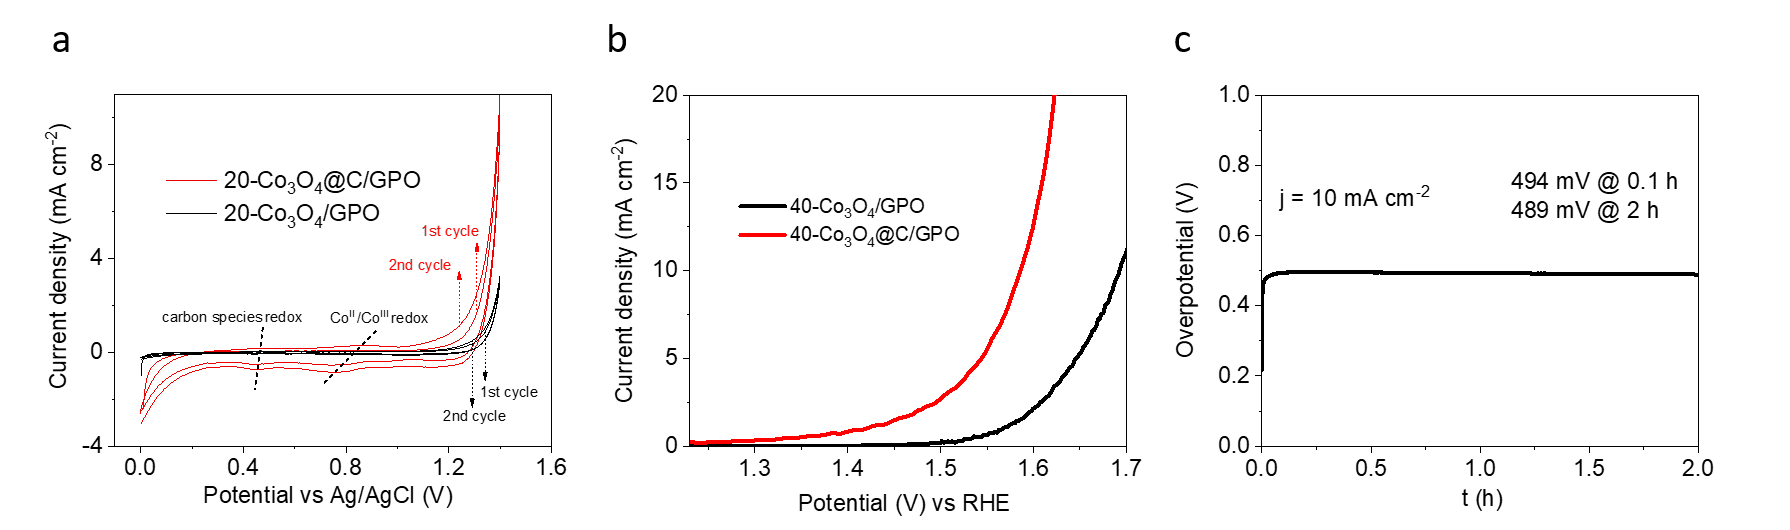 a
Current density (mA cm⁻²)
8
4
0
-4
20-Co₃O₄@C/GPO
20-Co₃O₄/GPO
1st cycle
2nd cycle
carbon species redox
Coᴵᴵ/Coᴵᴵᴵ redox
1st cycle
2nd cycle
0.0 0.4 0.8 1.2 1.6
Potential vs Ag/AgCl (V)
b
Current density (mA cm⁻²)
20
15
10
5
0
40-Co₃O₄/GPO
40-Co₃O₄@C/GPO
1.3 1.4 1.5 1.6 1.7
Potential (V) vs RHE
c
Overpotential (V)
1.0
0.8
0.6
0.4
0.2
0.0
j = 10 mA cm⁻²
494 mV @ 0.1 h
489 mV @ 2 h
0.0 0.5 1.0 1.5 2.0
t (h)